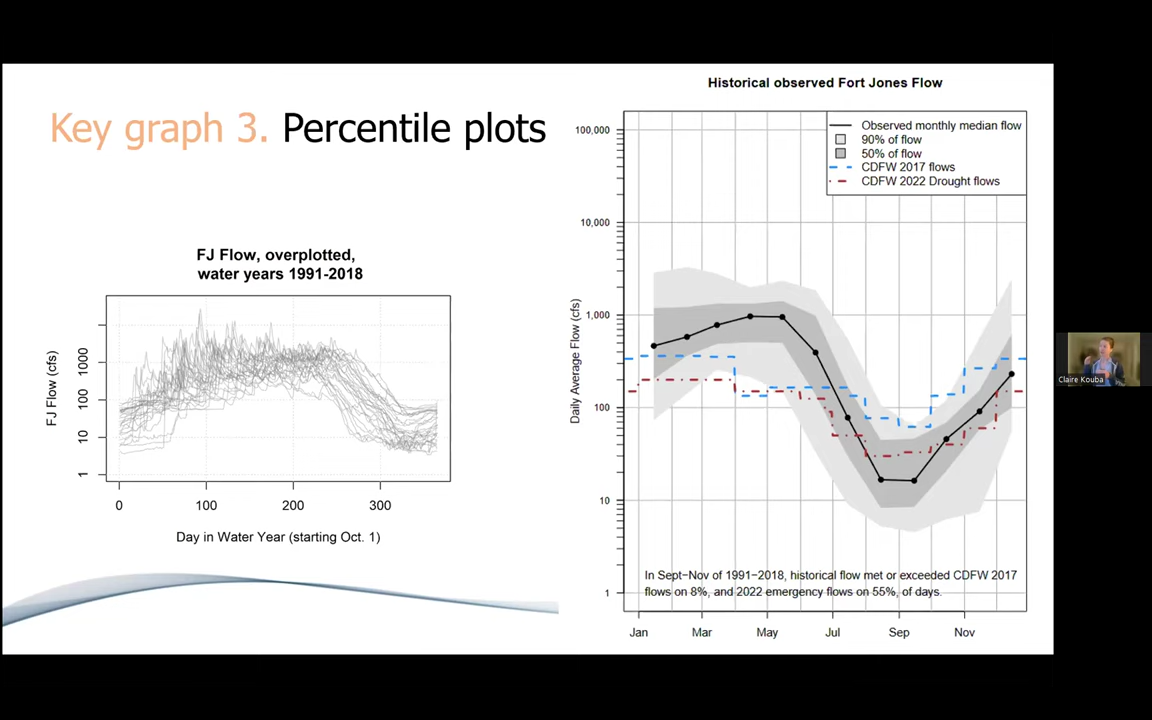 Key graph 3. Percentile plots
FJ Flow, overplotted,
water years 1991-2018
FJ Flow (cfs)
1000
100
10
1
0
100
200
300
Day in Water Year (starting Oct. 1)
Historical observed Fort Jones Flow
Observed monthly median flow
90% of flow
50% of flow
CDFW 2017 flows
CDFW 2022 Drought flows
Daily Average Flow (cfs)
100,000
10,000
1,000
100
10
1
In Sept−Nov of 1991−2018, historical flow met or exceeded CDFW 2017
flows on 8%, and 2022 emergency flows on 55%, of days.
Jan
Mar
May
Jul
Sep
Nov
Claire Kouba